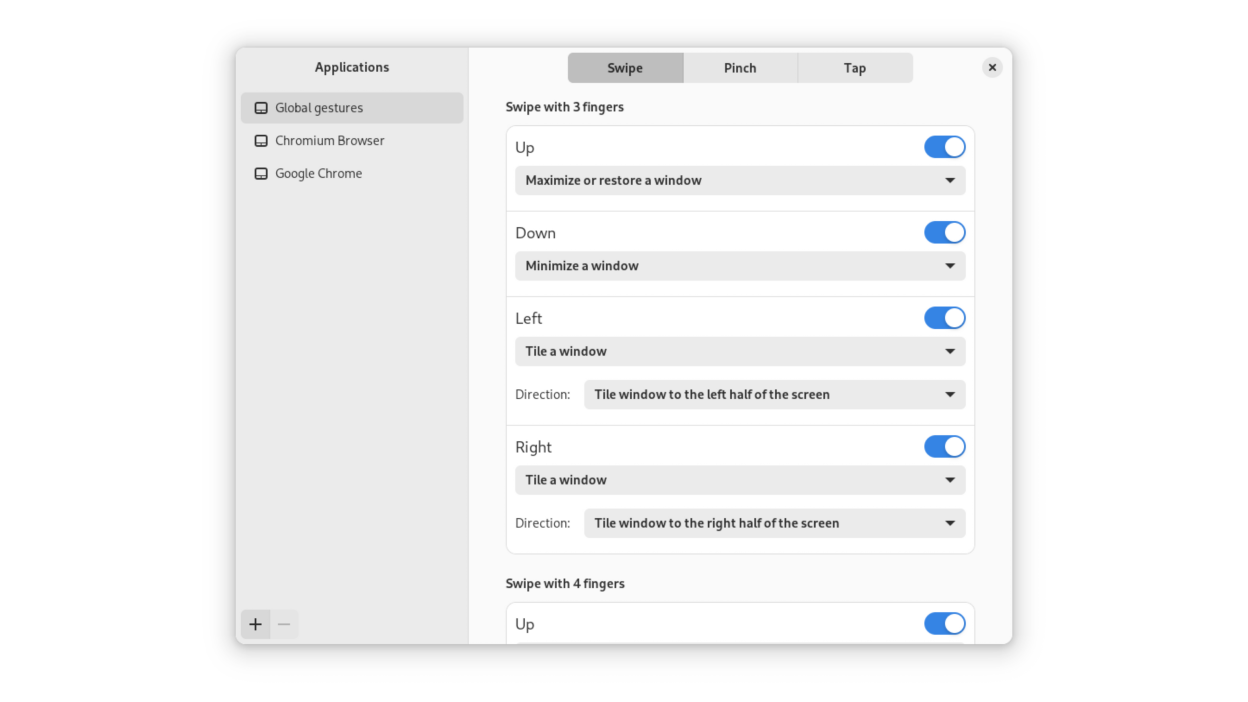 Applications
Global gestures
Chromium Browser
Google Chrome
Swipe
Pinch
Tap
Swipe with 3 fingers
Up
Maximize or restore a window
Down
Minimize a window
Left
Tile a window
Direction: Tile window to the left half of the screen
Right
Tile a window
Direction: Tile window to the right half of the screen
Swipe with 4 fingers
Up